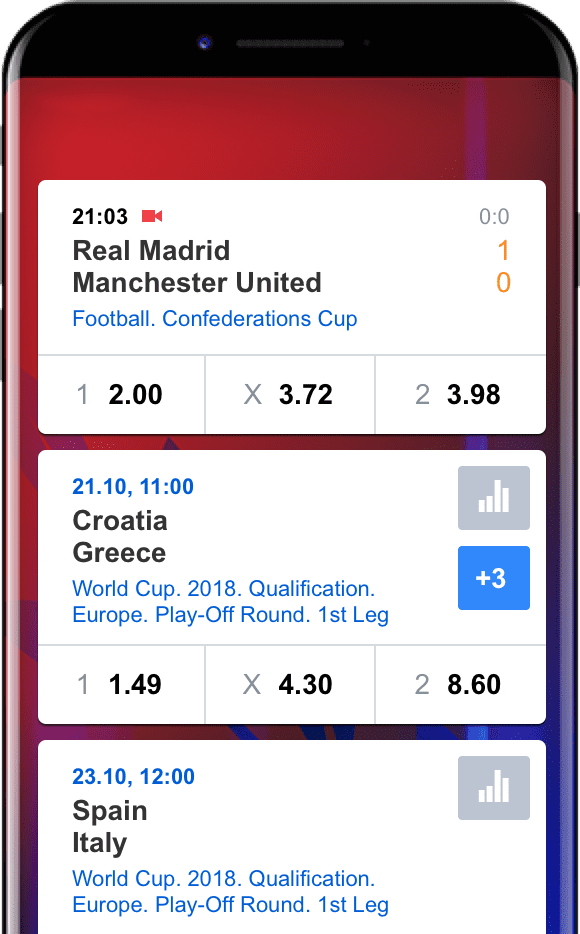 21:03 0:0
Real Madrid 1
Manchester United 0
Football. Confederations Cup
1 2.00 X 3.72 2 3.98
21.10, 11:00
Croatia
Greece
+3
World Cup. 2018. Qualification.
Europe. Play-Off Round. 1st Leg
1 1.49 X 4.30 2 8.60
23.10, 12:00
Spain
Italy
World Cup. 2018. Qualification.
Europe. Play-Off Round. 1st Leg